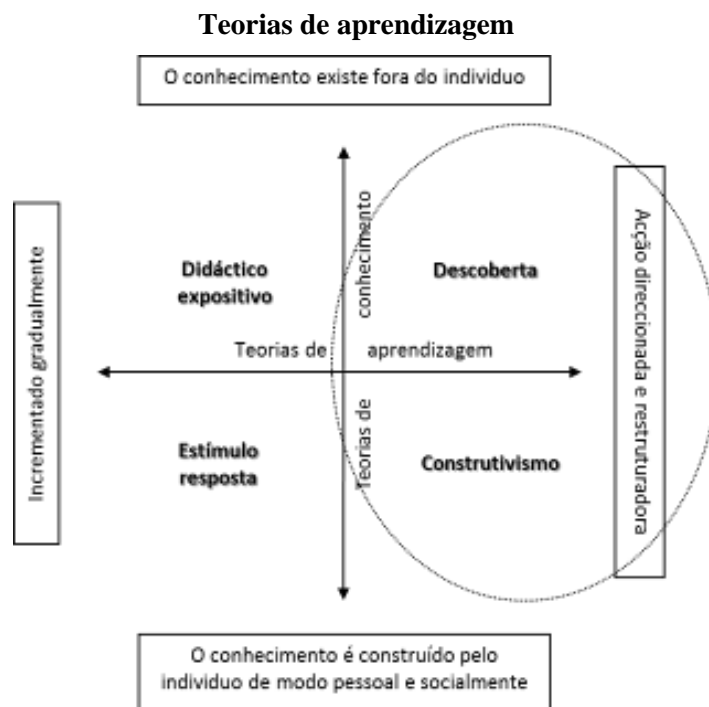 Teorias de aprendizagem
O conhecimento existe fora do individuo
Incrementado gradualmente
Didáctico
expositivo
conhecimento
Descoberta
Acção direccionada e restruturadora
Teorias de aprendizagem
Estímulo
resposta
Teorias de
Construtivismo
O conhecimento é construído pelo
individuo de modo pessoal e socialmente